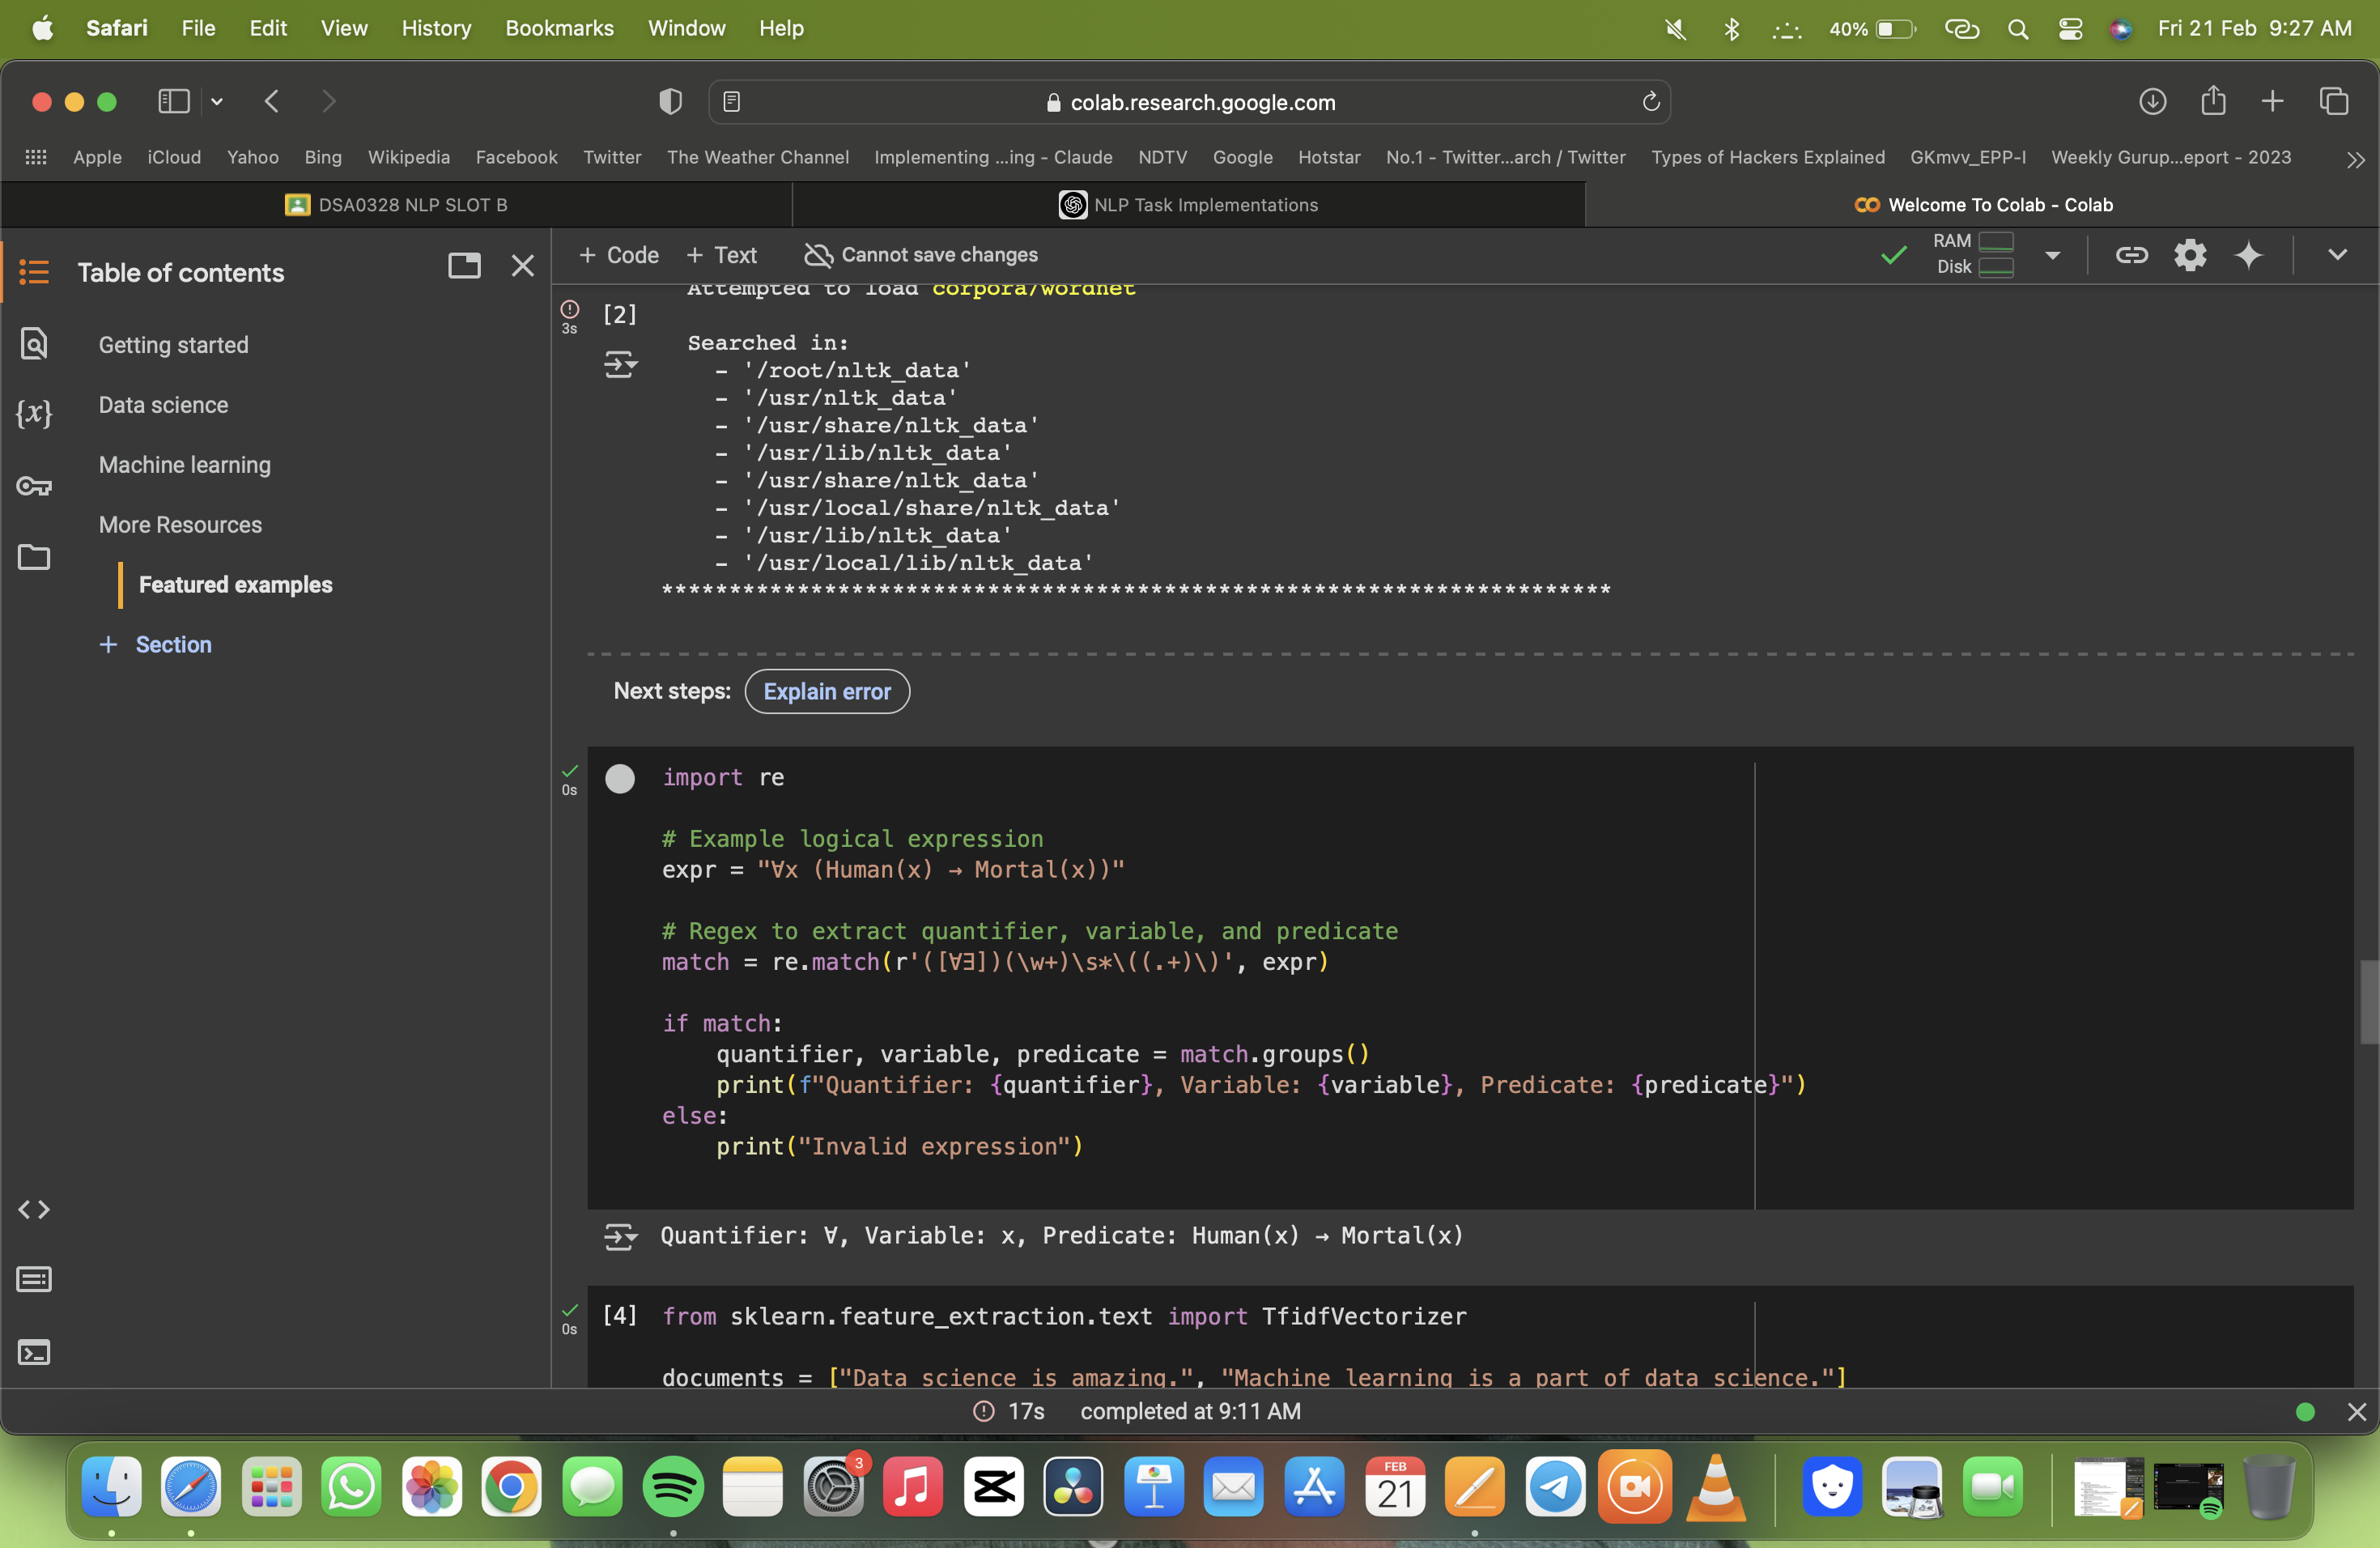 Safari File Edit View History Bookmarks Window Help 40% Fri 21 Feb 9:27 AM
colab.research.google.com
Apple iCloud Yahoo Bing Wikipedia Facebook Twitter The Weather Channel Implementing ...ing - Claude NDTV Google Hotstar No.1 - Twitter...arch / Twitter Types of Hackers Explained GKmvv_EPP-I Weekly Gurup...eport - 2023
DSA0328 NLP SLOT B NLP Task Implementations Welcome To Colab - Colab
Table of contents
Getting started
Data science
Machine learning
More Resources
Featured examples
+ Section
+ Code + Text Cannot save changes
RAM
Disk
Attempted to load corpora/wordnet
3s [2]
Searched in:
- '/root/nltk_data'
- '/usr/nltk_data'
- '/usr/share/nltk_data'
- '/usr/lib/nltk_data'
- '/usr/share/nltk_data'
- '/usr/local/share/nltk_data'
- '/usr/lib/nltk_data'
- '/usr/local/lib/nltk_data'
**********************************************************************
Next steps: Explain error
0s
import re
# Example logical expression
expr = "∀x (Human(x) → Mortal(x))"
# Regex to extract quantifier, variable, and predicate
match = re.match(r'([∀∃])(\w+)\s*\((.+)\)', expr)
if match:
    quantifier, variable, predicate = match.groups()
    print(f"Quantifier: {quantifier}, Variable: {variable}, Predicate: {predicate}")
else:
    print("Invalid expression")
Quantifier: ∀, Variable: x, Predicate: Human(x) → Mortal(x)
0s [4] from sklearn.feature_extraction.text import TfidfVectorizer
documents = ["Data science is amazing.", "Machine learning is a part of data science."]
17s completed at 9:11 AM
3
FEB
21